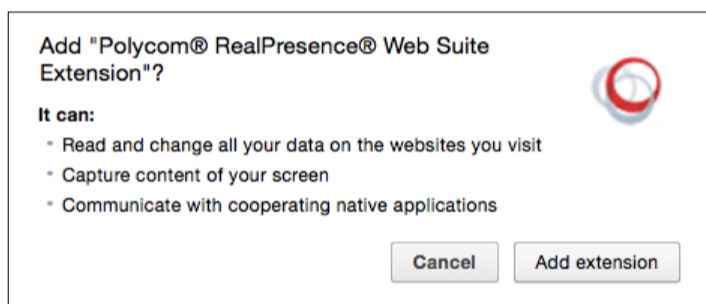 Add "Polycom® RealPresence® Web Suite
Extension"?
It can:
- Read and change all your data on the websites you visit
- Capture content of your screen
- Communicate with cooperating native applications
Cancel Add extension